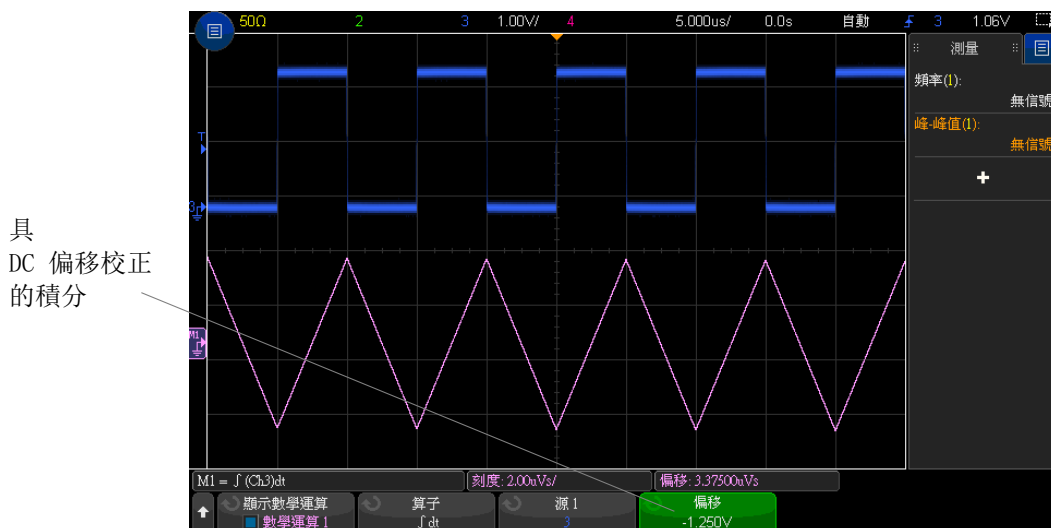 50Ω 2 3 1.00V/ 4 5.000us/ 0.0s 自動 3 1.06V
測量
頻率(1):
無信號
峰-峰值(1):
無信號
T
3
具
DC 偏移校正
的積分
M1
M1 = ∫ (Ch3)dt 刻度: 2.00uVs/ 偏移: 3.37500uVs
顯示數學運算 算子 源 1 偏移
數學運算 1 ∫ dt 3 -1.250V